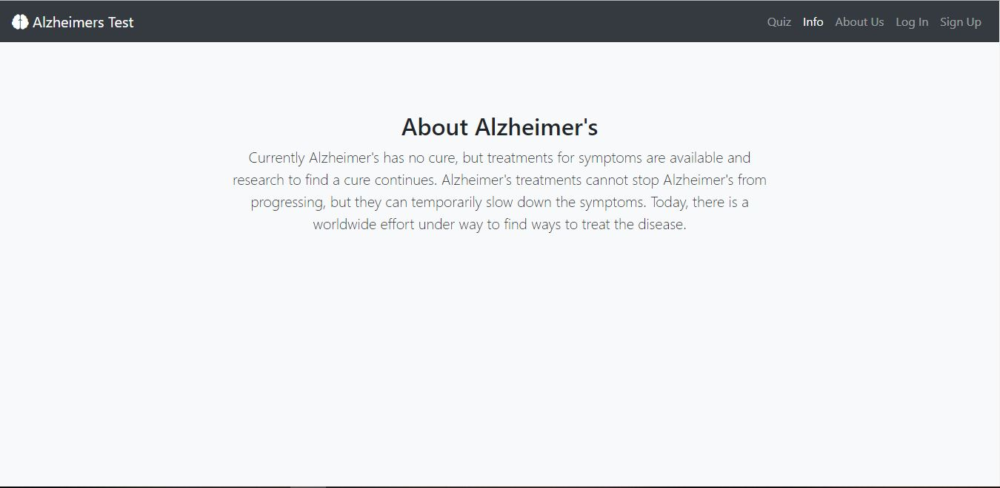 Alzheimers Test
Quiz Info About Us Log In Sign Up
About Alzheimer's
Currently Alzheimer's has no cure, but treatments for symptoms are available and
research to find a cure continues. Alzheimer's treatments cannot stop Alzheimer's from
progressing, but they can temporarily slow down the symptoms. Today, there is a
worldwide effort under way to find ways to treat the disease.